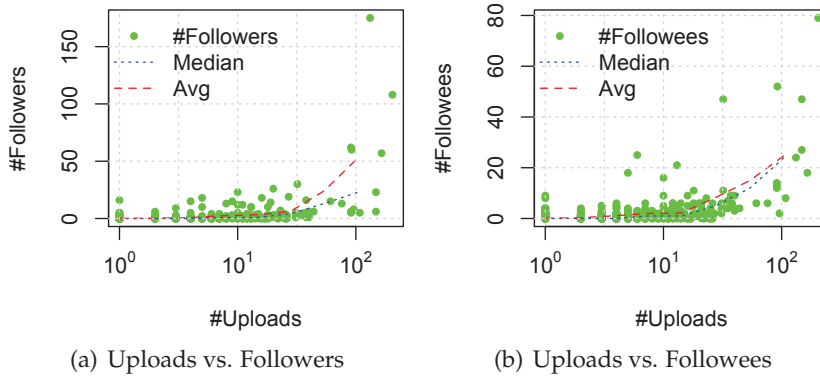 #Followers
Median
Avg
#Followers
0
50
100
150
10^0
10^1
10^2
#Uploads
(a) Uploads vs. Followers
#Followees
Median
Avg
#Followees
0
20
40
60
80
10^0
10^1
10^2
#Uploads
(b) Uploads vs. Followees